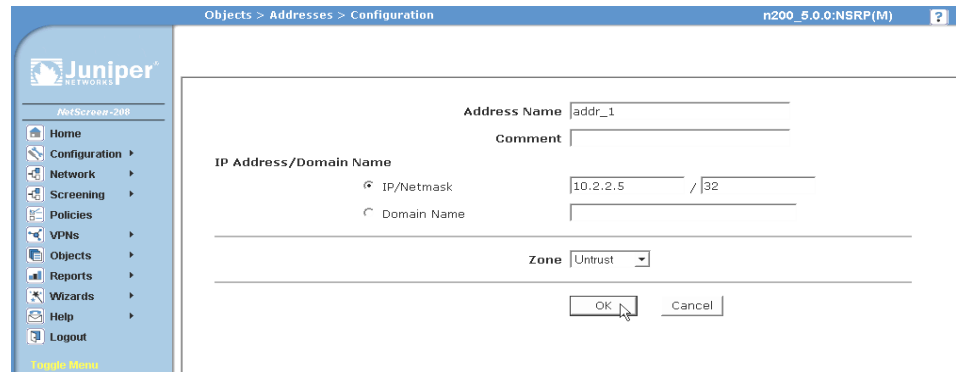 Objects > Addresses > Configuration n200_5.0.0:NSRP(M) ?
Juniper
NETWORKS
NetScreen-208
Home
Configuration
Network
Screening
Policies
VPNs
Objects
Reports
Wizards
Help
Logout
Toggle Menu
Address Name addr_1
Comment
IP Address/Domain Name
IP/Netmask 10.2.2.5 / 32
Domain Name
Zone Untrust
OK Cancel